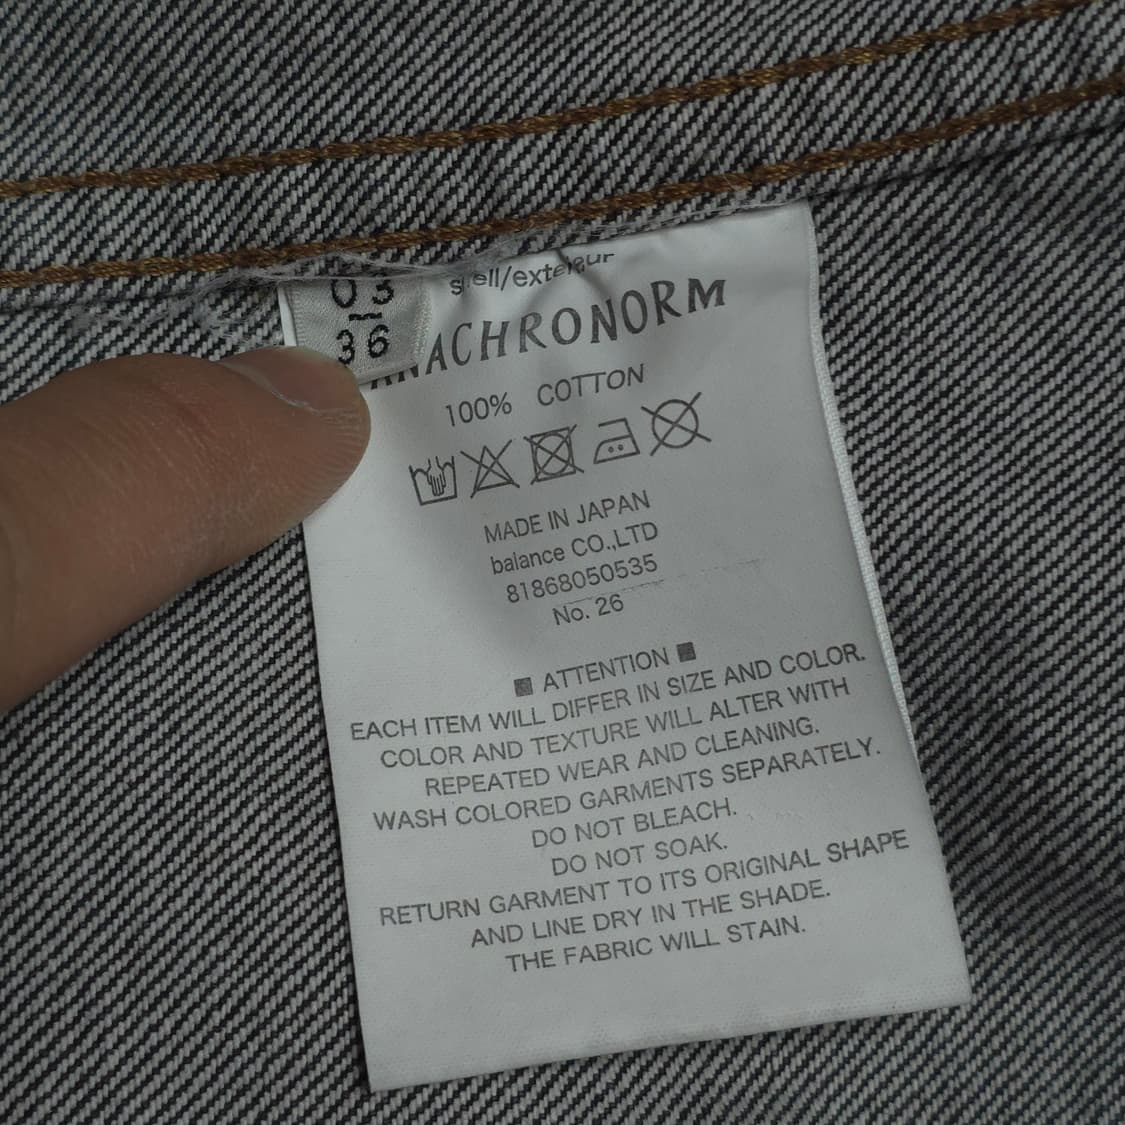 03
~
36
shell/exterieur
ANACHRONORM
100% COTTON
MADE IN JAPAN
balance CO.,LTD
81868050535
No. 26
■ ATTENTION ■
EACH ITEM WILL DIFFER IN SIZE AND COLOR.
COLOR AND TEXTURE WILL ALTER WITH
REPEATED WEAR AND CLEANING.
WASH COLORED GARMENTS SEPARATELY.
DO NOT BLEACH.
DO NOT SOAK.
RETURN GARMENT TO ITS ORIGINAL SHAPE
AND LINE DRY IN THE SHADE.
THE FABRIC WILL STAIN.